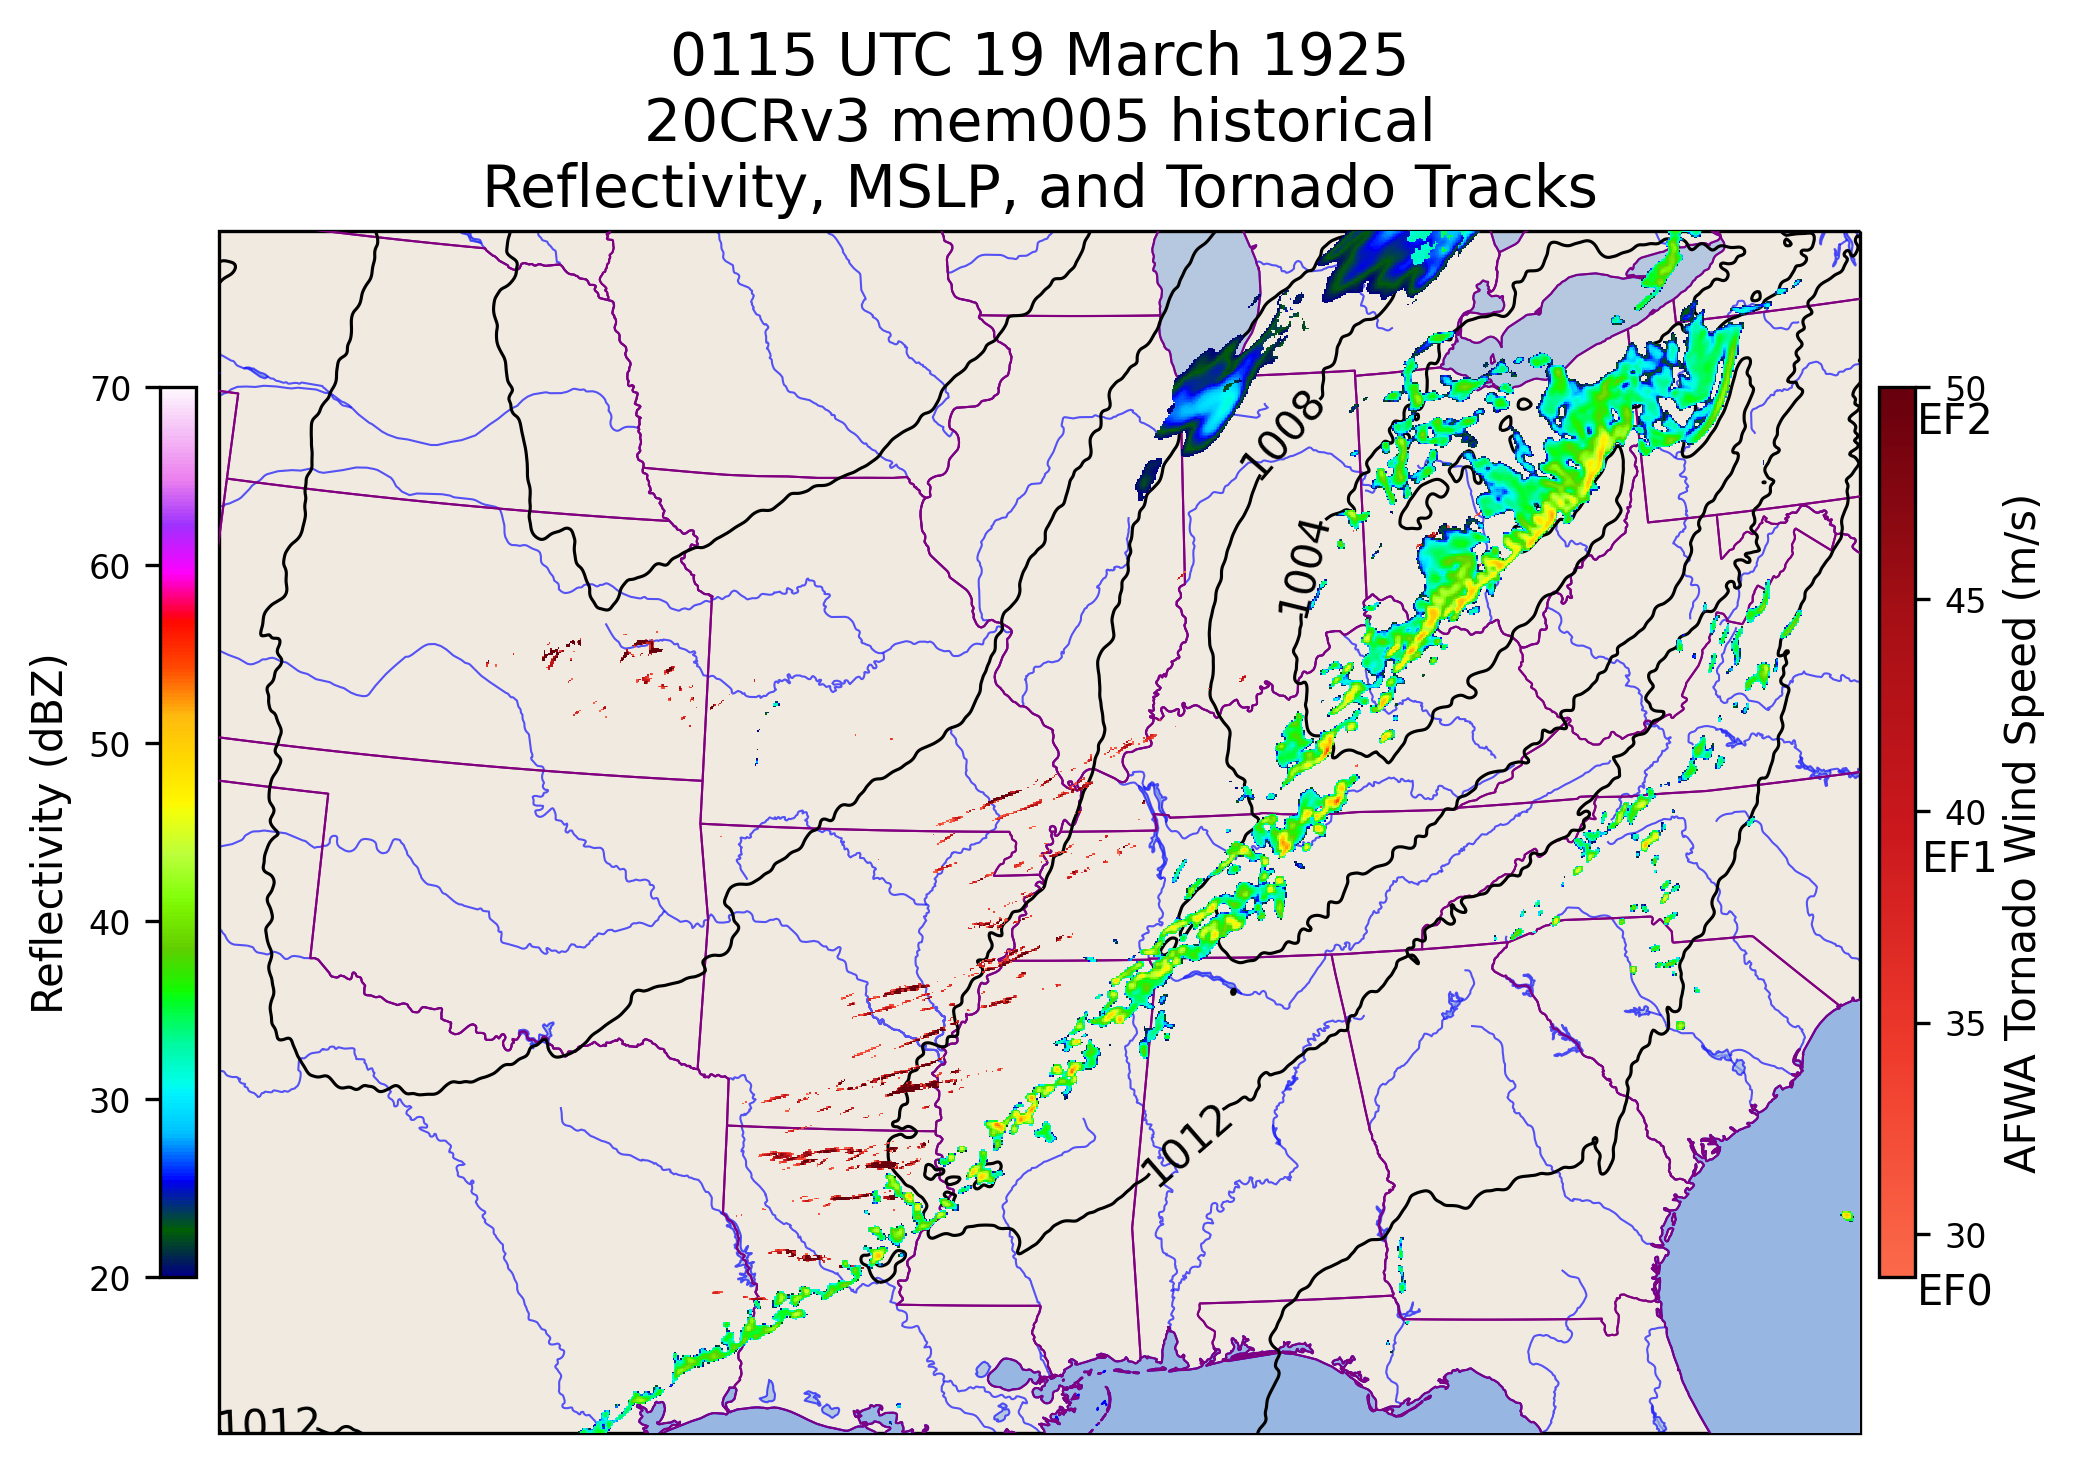 0115 UTC 19 March 1925
20CRv3 mem005 historical
Reflectivity, MSLP, and Tornado Tracks
70
60
50
40
30
20
Reflectivity (dBZ)
1008
1004
1012
1012
50
EF2
45
40
EF1
35
30
EF0
AFWA Tornado Wind Speed (m/s)